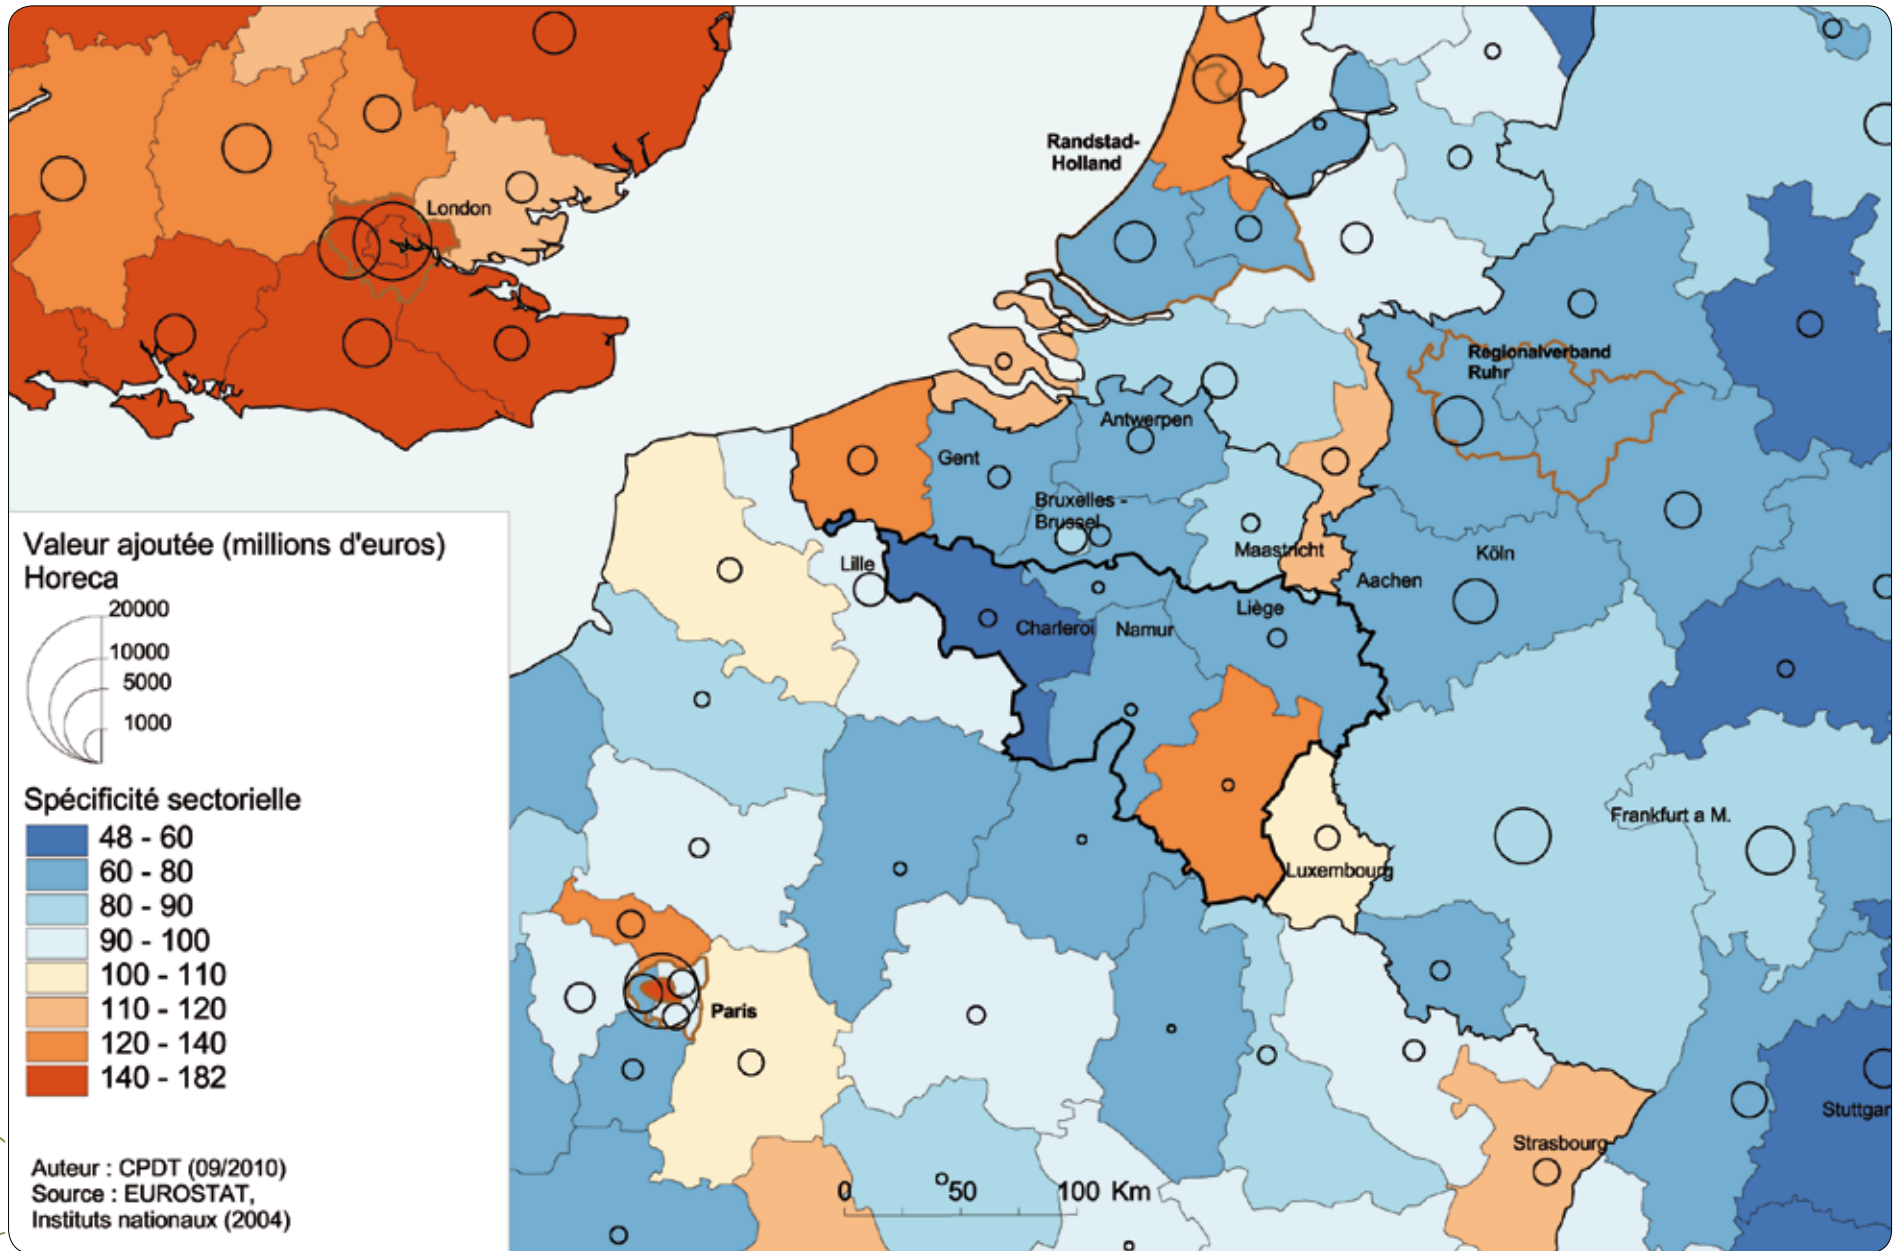 Randstad-
Holland
London
Regionalverband
Ruhr
Antwerpen
Gent
Bruxelles -
Brussel
Maastricht
Köln
Aachen
Lille
Liège
Charleroi
Namur
Frankfurt a M.
Luxembourg
Paris
Stuttgar
Strasbourg
0 50 100 Km
Valeur ajoutée (millions d'euros)
Horeca
20000
10000
5000
1000
Spécificité sectorielle
48 - 60
60 - 80
80 - 90
90 - 100
100 - 110
110 - 120
120 - 140
140 - 182
Auteur : CPDT (09/2010)
Source : EUROSTAT,
Instituts nationaux (2004)